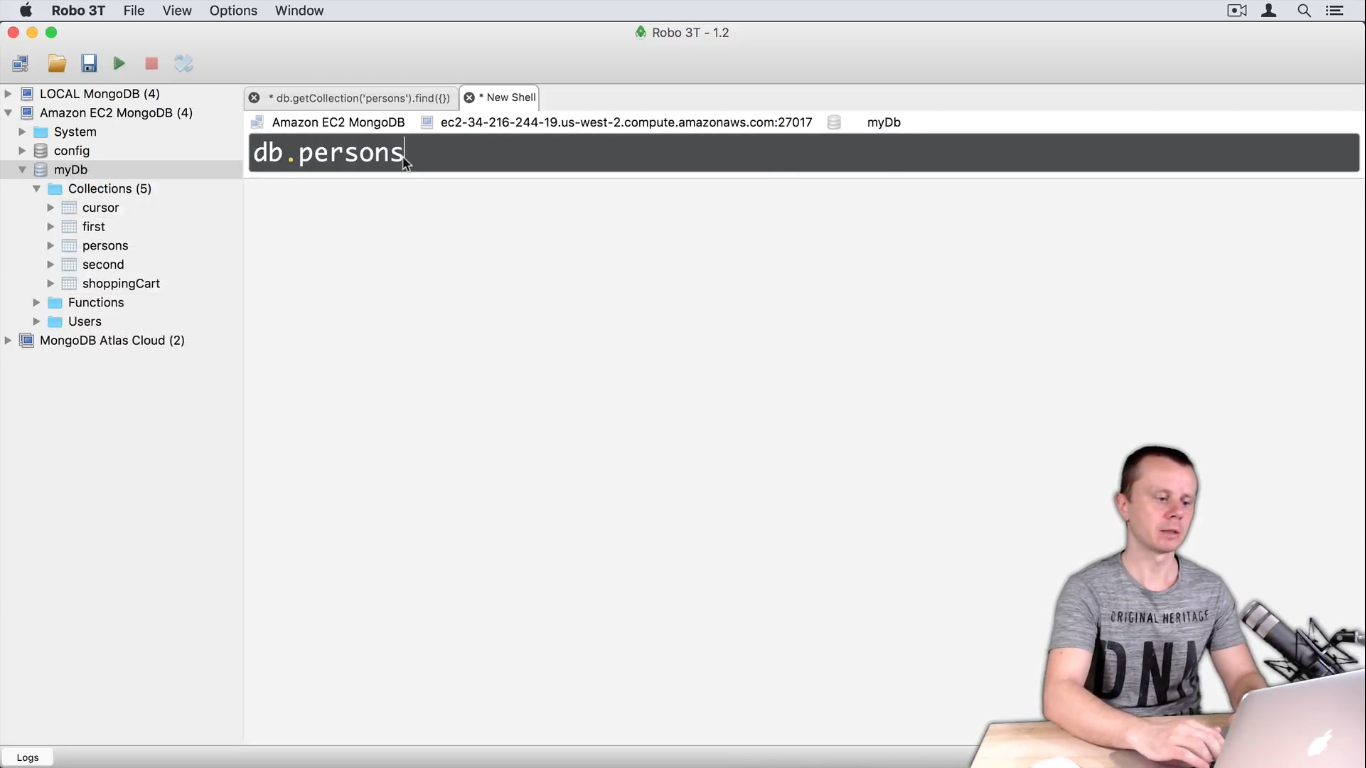 Robo 3T File View Options Window
Robo 3T - 1.2
LOCAL MongoDB (4)
Amazon EC2 MongoDB (4)
System
config
myDb
Collections (5)
cursor
first
persons
second
shoppingCart
Functions
Users
MongoDB Atlas Cloud (2)
* db.getCollection('persons').find({}) * New Shell
Amazon EC2 MongoDB ec2-34-216-244-19.us-west-2.compute.amazonaws.com:27017 myDb
db.persons
ORIGINAL HERITAGE
DNA
Logs